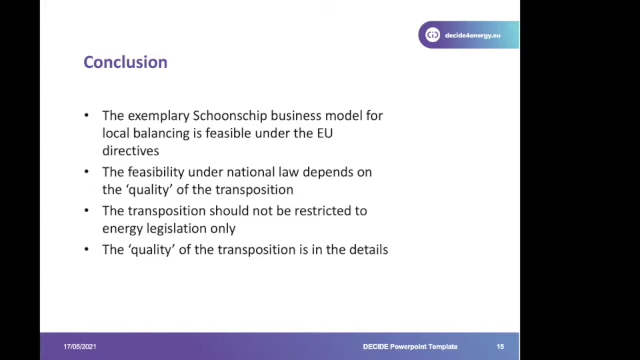 decide4energy.eu
Conclusion
• The exemplary Schoonschip business model for
local balancing is feasible under the EU
directives
• The feasibility under national law depends on
the ‘quality’ of the transposition
• The transposition should not be restricted to
energy legislation only
• The ‘quality’ of the transposition is in the details
17/05/2021 DECIDE Powerpoint Template 15